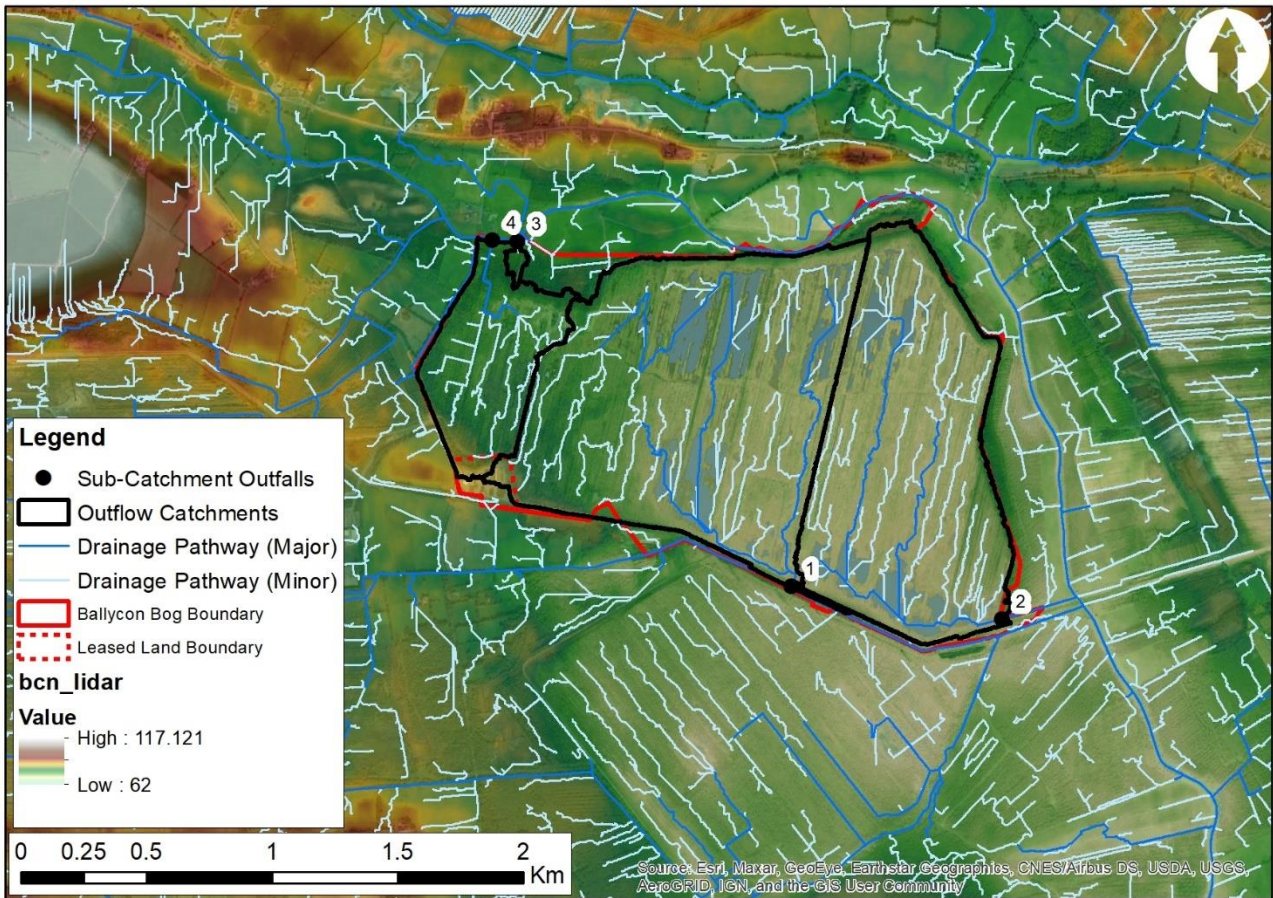 4 3
1
2
Legend
Sub-Catchment Outfalls
Outflow Catchments
Drainage Pathway (Major)
Drainage Pathway (Minor)
Ballycon Bog Boundary
Leased Land Boundary
bcn_lidar
Value
High : 117.121
Low : 62
0 0.25 0.5 1 1.5 2
Km
Source: Esri, Maxar, GeoEye, Earthstar Geographics, CNES/Airbus DS, USDA, USGS,
AeroGRID, IGN, and the GIS User Community